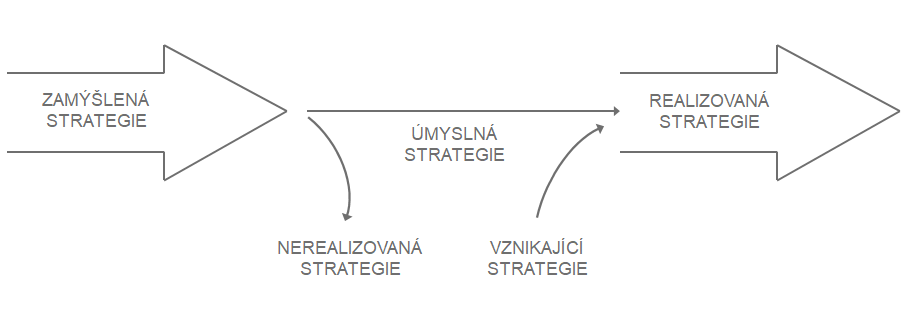 ZAMÝŠLENÁ
STRATEGIE
ÚMYSLNÁ
STRATEGIE
REALIZOVANÁ
STRATEGIE
NEREALIZOVANÁ
STRATEGIE
VZNIKAJÍCÍ
STRATEGIE